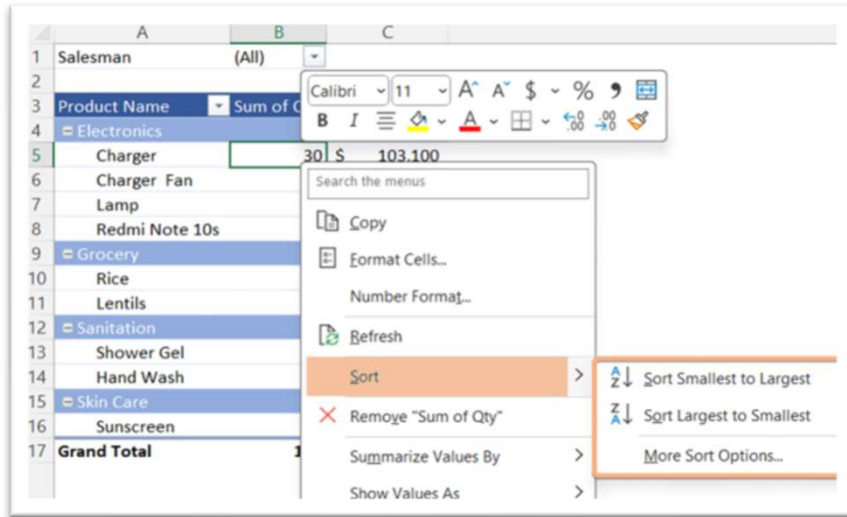 A B C
1 Salesman (All)
2
Calibri 11 A^ A˅ $ % ,
3 Product Name Sum of
B I A .00
4 Electronics
5 Charger 30 $ 103,100
6 Charger Fan
Search the menus
7 Lamp
8 Redmi Note 10s
Copy
9 Grocery
Format Cells...
10 Rice
11 Lentils
Number Format...
12 Sanitation
Refresh
13 Shower Gel
14 Hand Wash
Sort > Sort Smallest to Largest
15 Skin Care
Remove "Sum of Qty" Sort Largest to Smallest
16 Sunscreen
17 Grand Total 1
Summarize Values By > More Sort Options...
Show Values As >